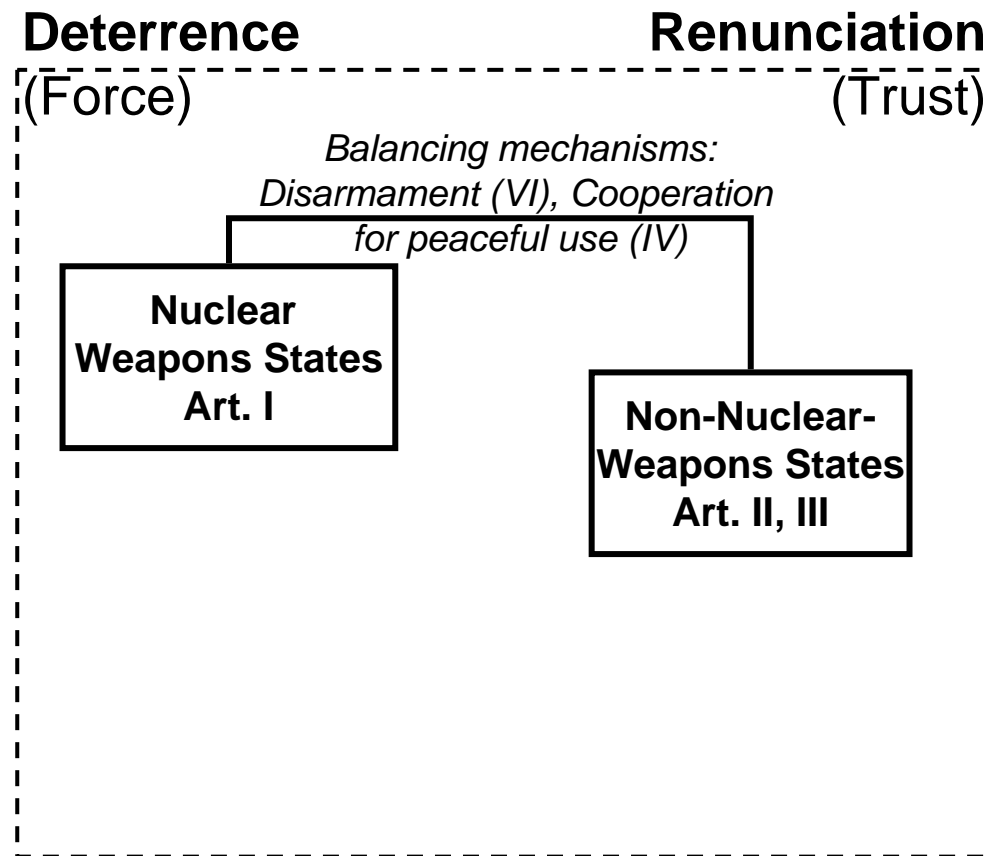 Deterrence Renunciation
(Force) (Trust)
Balancing mechanisms:
Disarmament (VI), Cooperation
for peaceful use (IV)
Nuclear
Weapons States
Art. I
Non-Nuclear-
Weapons States
Art. II, III